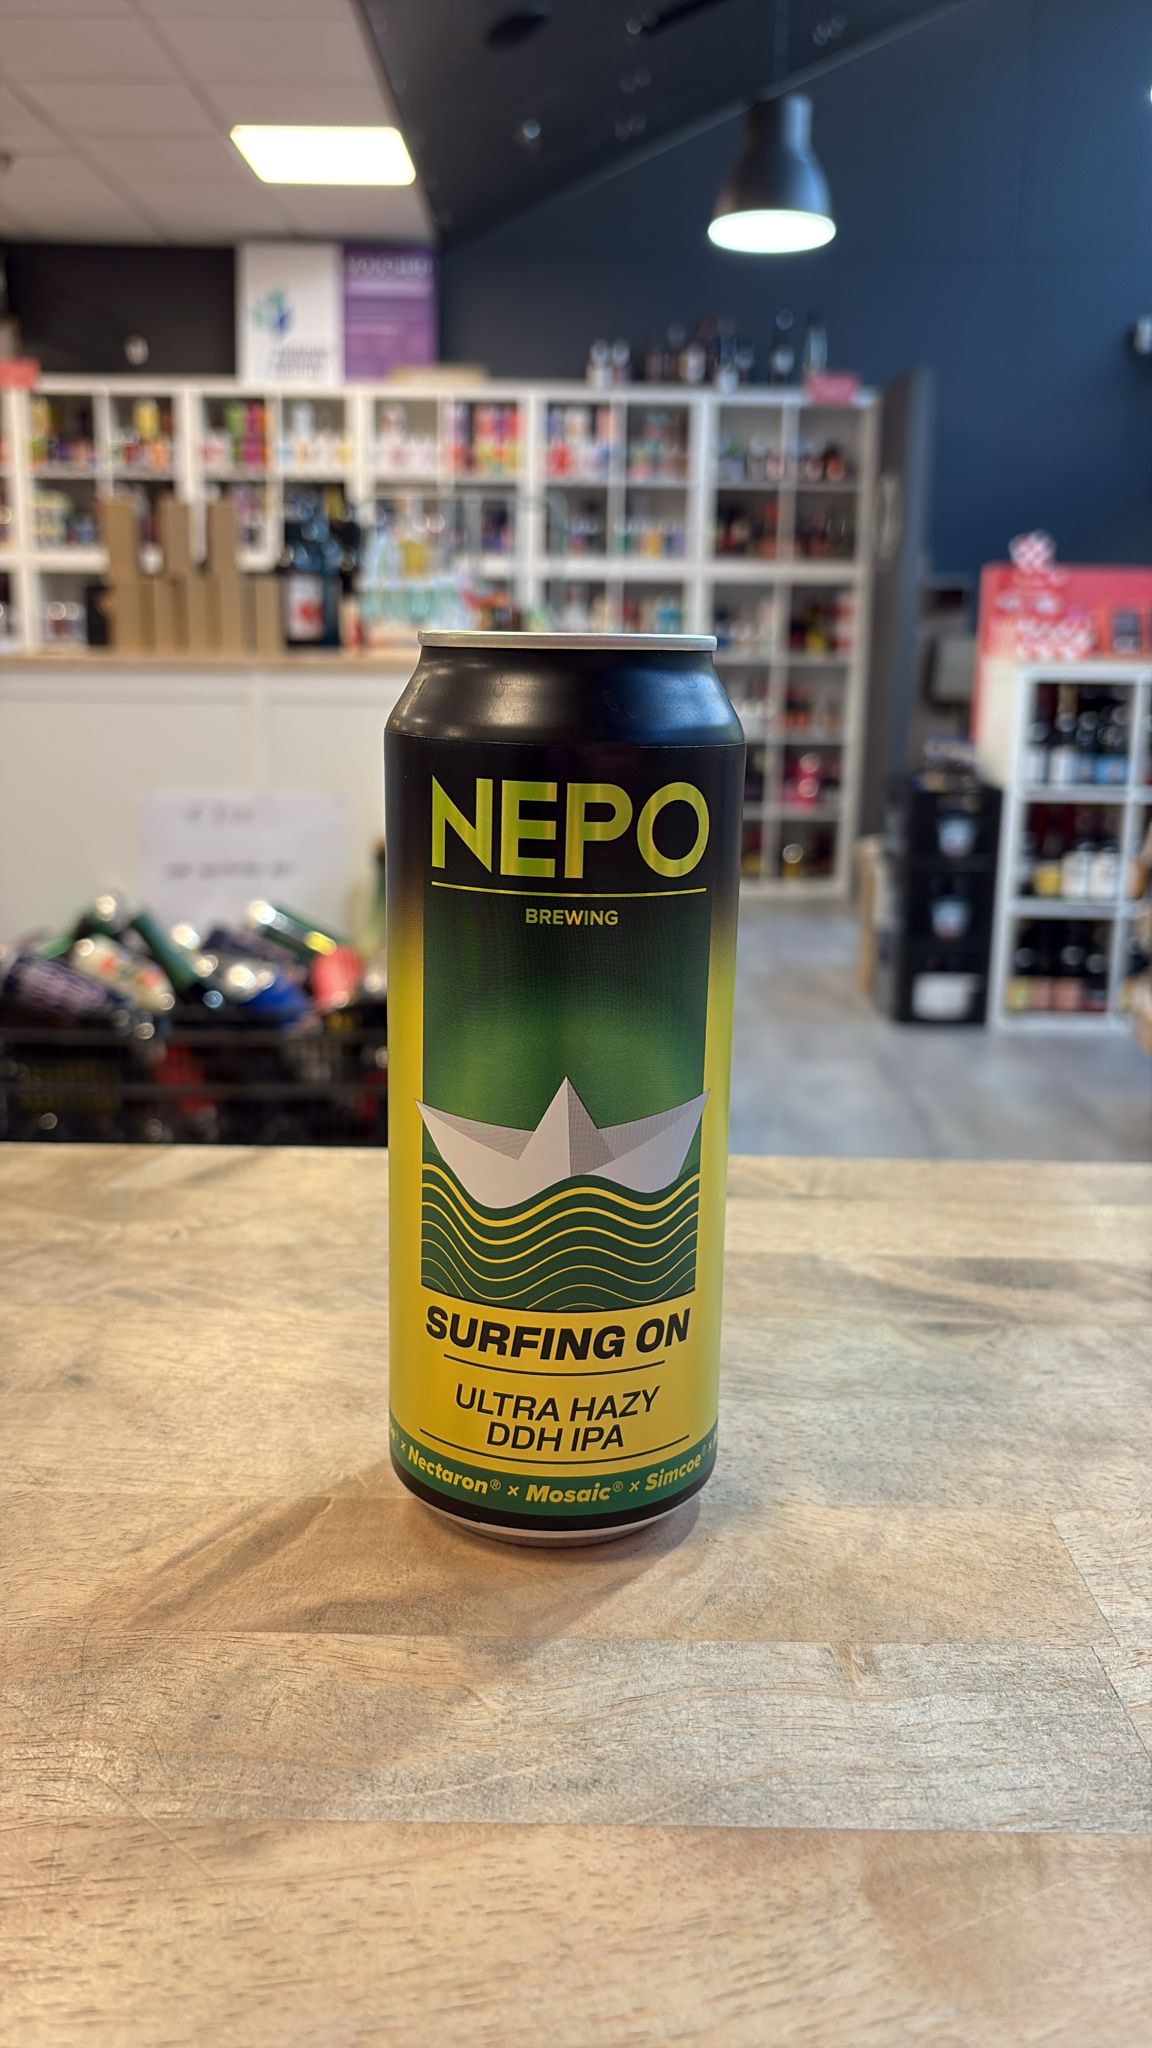 NEPO
BREWING
SURFING ON
ULTRA HAZY
DDH IPA
Nectaron® × Mosaic® × Simcoe®